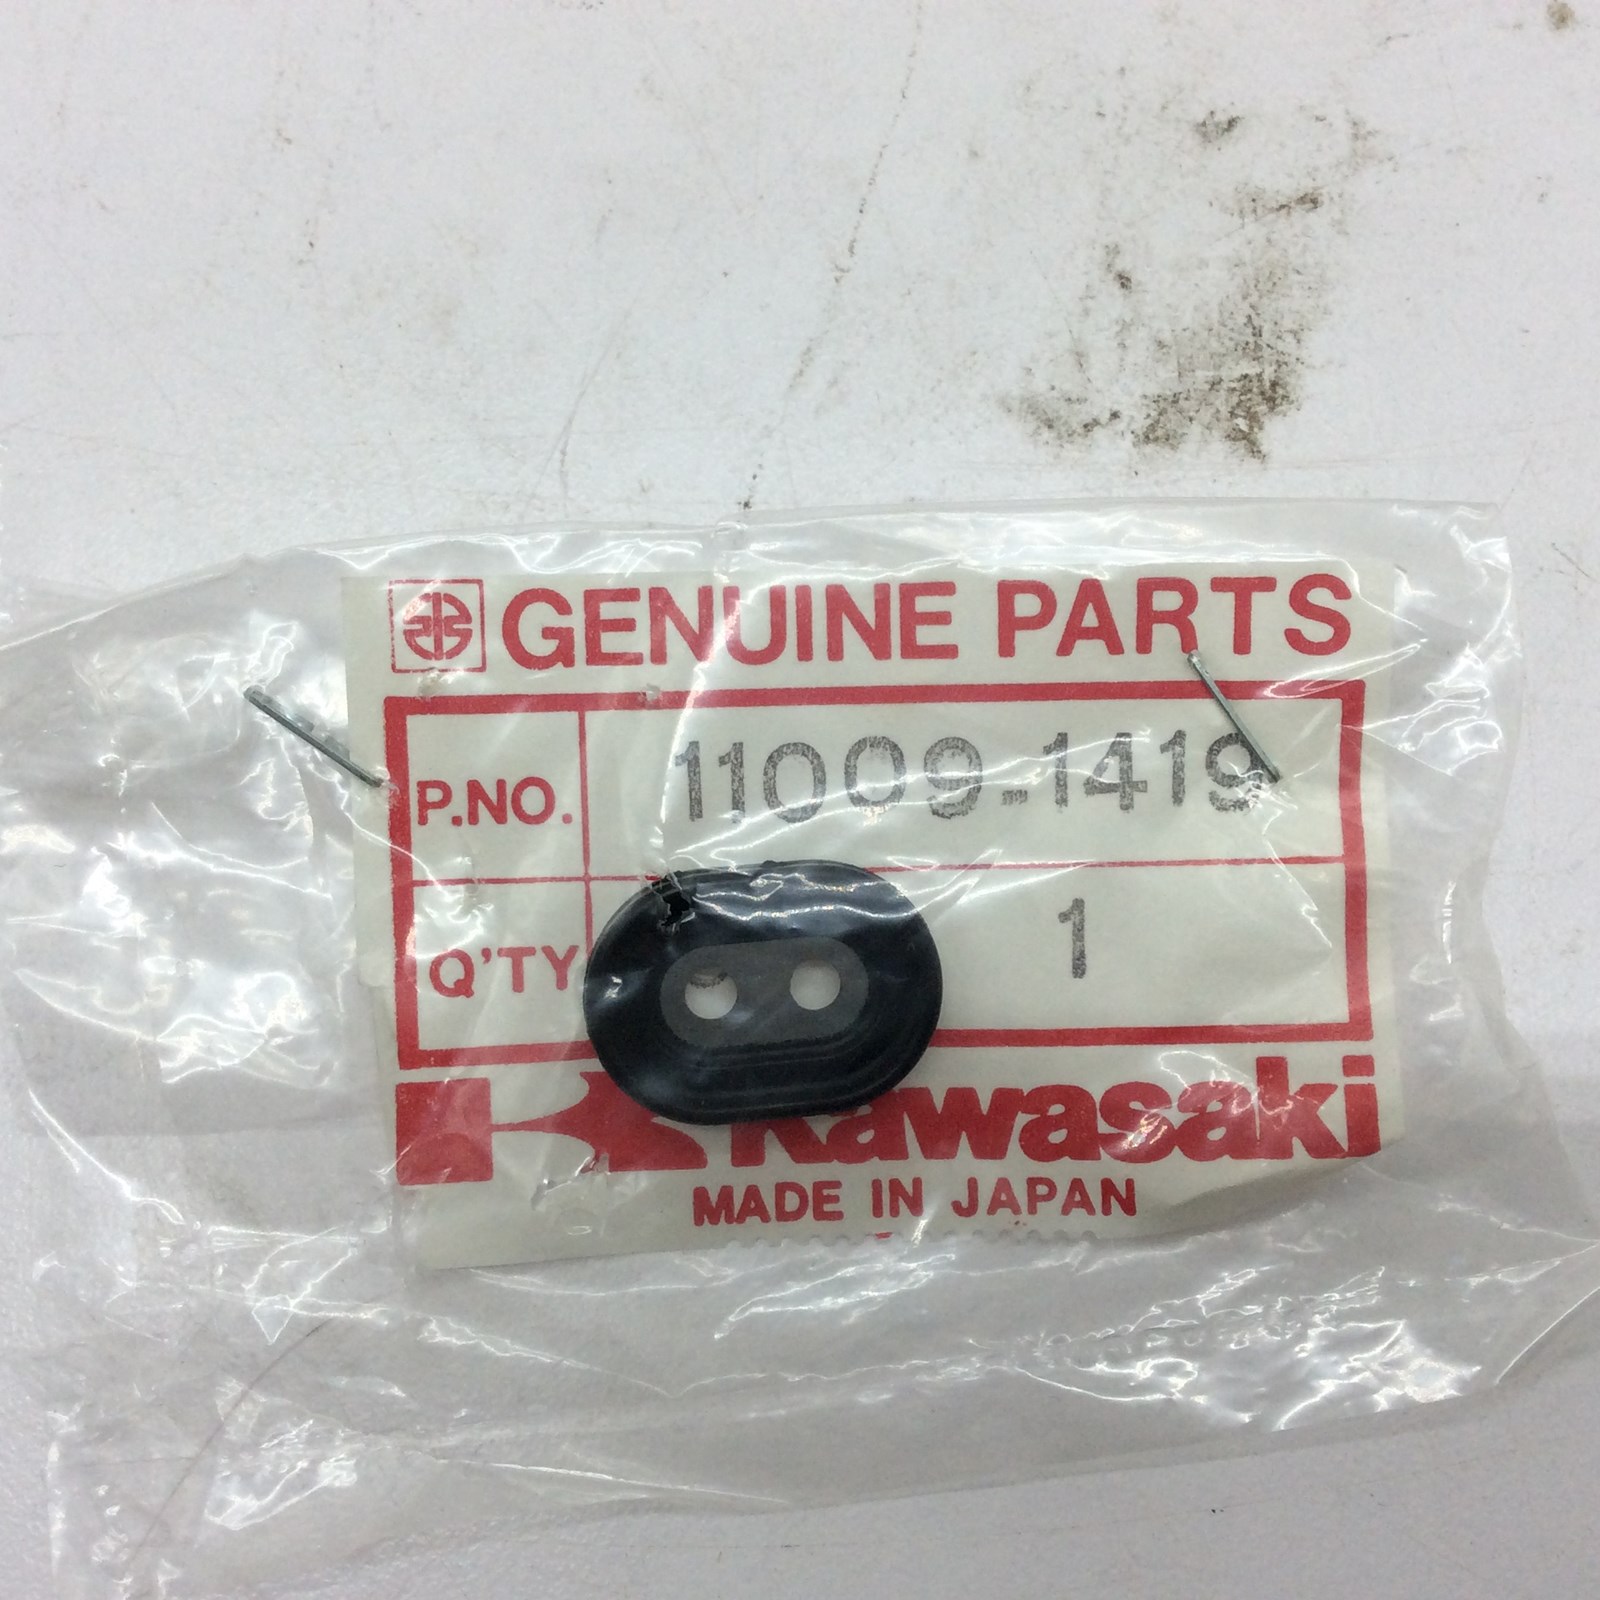 GENUINE PARTS
P.NO. 11009-1419
Q'TY 1
Kawasaki
MADE IN JAPAN